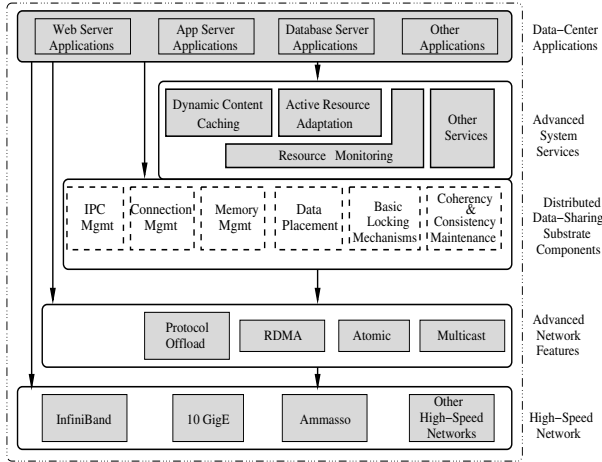 Web Server
Applications
App Server
Applications
Database Server
Applications
Other
Applications
Data-Center
Applications
Dynamic Content
Caching
Active Resource
Adaptation
Resource Monitoring
Other
Services
Advanced
System
Services
IPC
Mgmt
Connection
Mgmt
Memory
Mgmt
Data
Placement
Basic
Locking
Mechanisms
Coherency
&
Consistency
Maintenance
Distributed
Data-Sharing
Substrate
Components
Protocol
Offload
RDMA
Atomic
Multicast
Advanced
Network
Features
InfiniBand
10 GigE
Ammasso
Other
High-Speed
Networks
High-Speed
Network